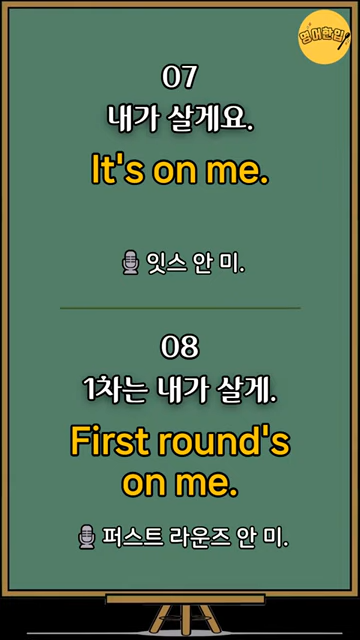 영어한입
07
내가 살게요.
It's on me.
잇스 안 미.
08
1차는 내가 살게.
First round's
on me.
퍼스트 라운즈 안 미.